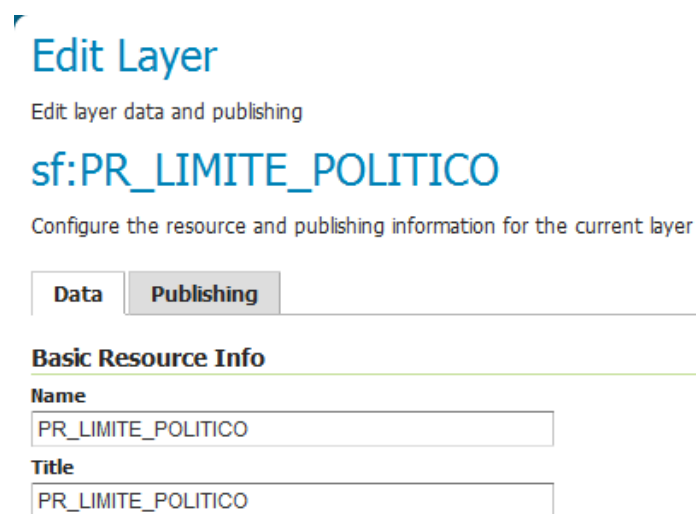 Edit Layer
Edit layer data and publishing
sf:PR_LIMITE_POLITICO
Configure the resource and publishing information for the current layer
Data Publishing
Basic Resource Info
Name
PR_LIMITE_POLITICO
Title
PR_LIMITE_POLITICO